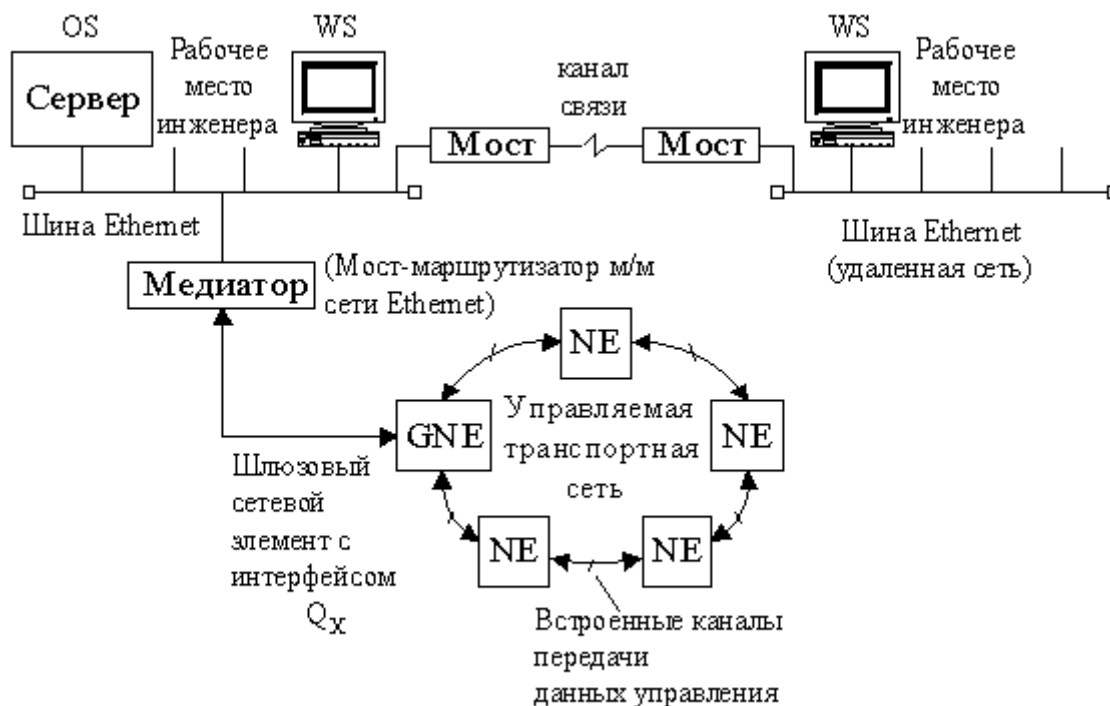 OS
WS
WS
Сервер
Рабочее
место
инженера
канал
связи
Рабочее
место
инженера
Мост
Мост
Шина Ethernet
Шина Ethernet
(удаленная сеть)
Медиатор
(Мост-маршрутизатор м/м
сети Ethernet)
NE
GNE
Управляемая
транспортная
сеть
NE
Шлюзовый
сетевой
элемент с
интерфейсом
Qx
NE
NE
Встроенные каналы
передачи
данных управления